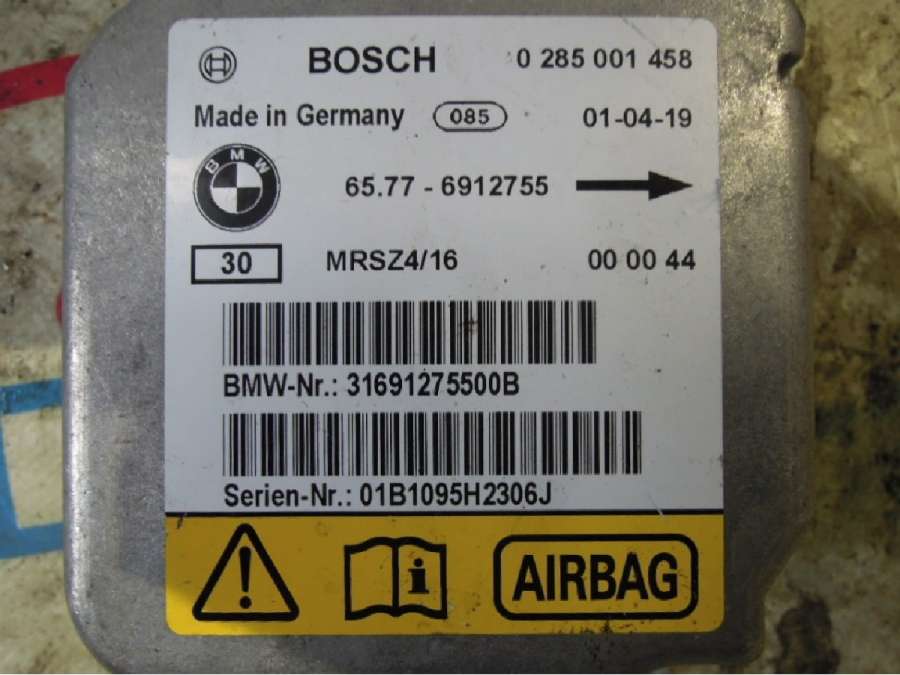 BOSCH 0 285 001 458
Made in Germany 085 01-04-19
BMW 65.77 - 6912755
30 MRSZ4/16 00 00 44
BMW-Nr.: 31691275500B
Serien-Nr.: 01B1095H2306J
i AIRBAG